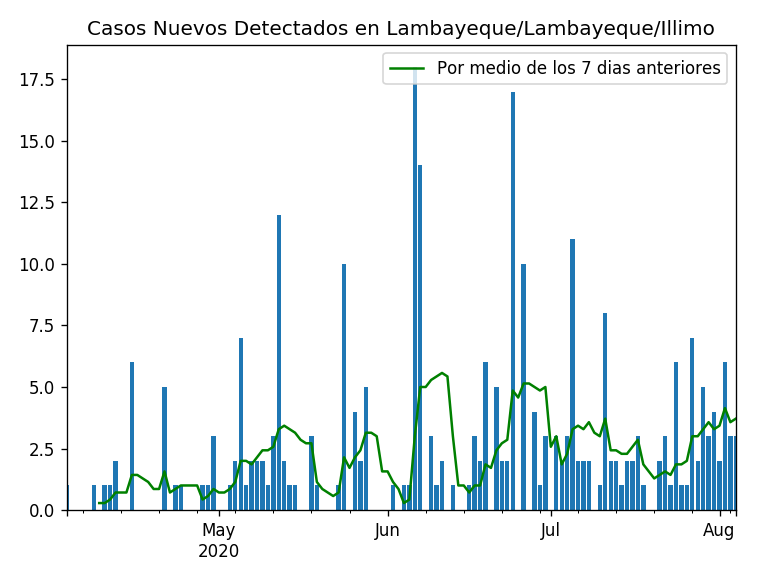 Casos Nuevos Detectados en Lambayeque/Lambayeque/Illimo
Por medio de los 7 dias anteriores
17.5
15.0
12.5
10.0
7.5
5.0
2.5
0.0
May
2020
Jun
Jul
Aug